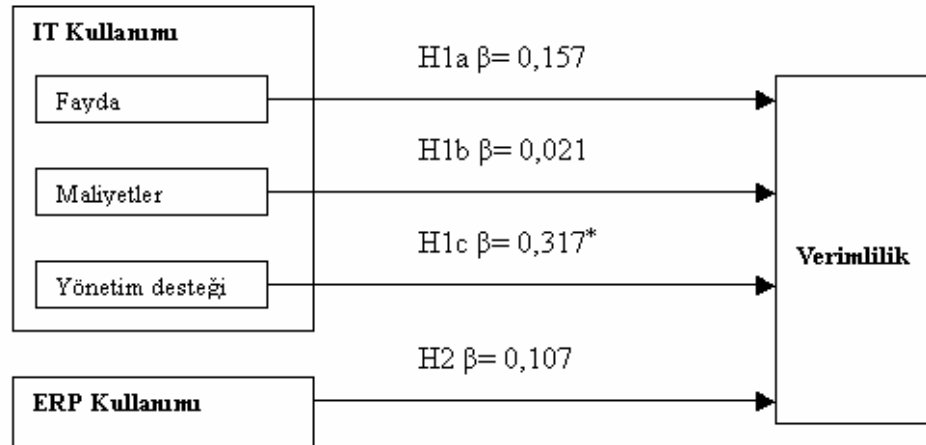 IT Kullanımı
H1a β= 0,157
Fayda
H1b β= 0,021
Maliyetler
H1c β= 0,317*
Verimlilik
Yönetim desteği
H2 β= 0,107
ERP Kullanımı